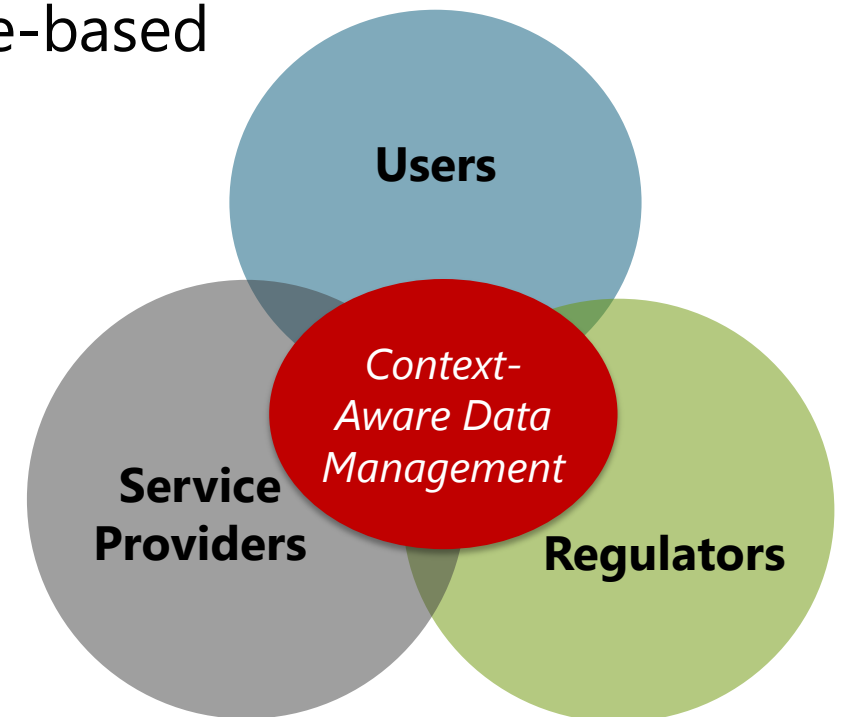 e-based
Users
Context-
Aware Data
Management
Service
Providers
Regulators